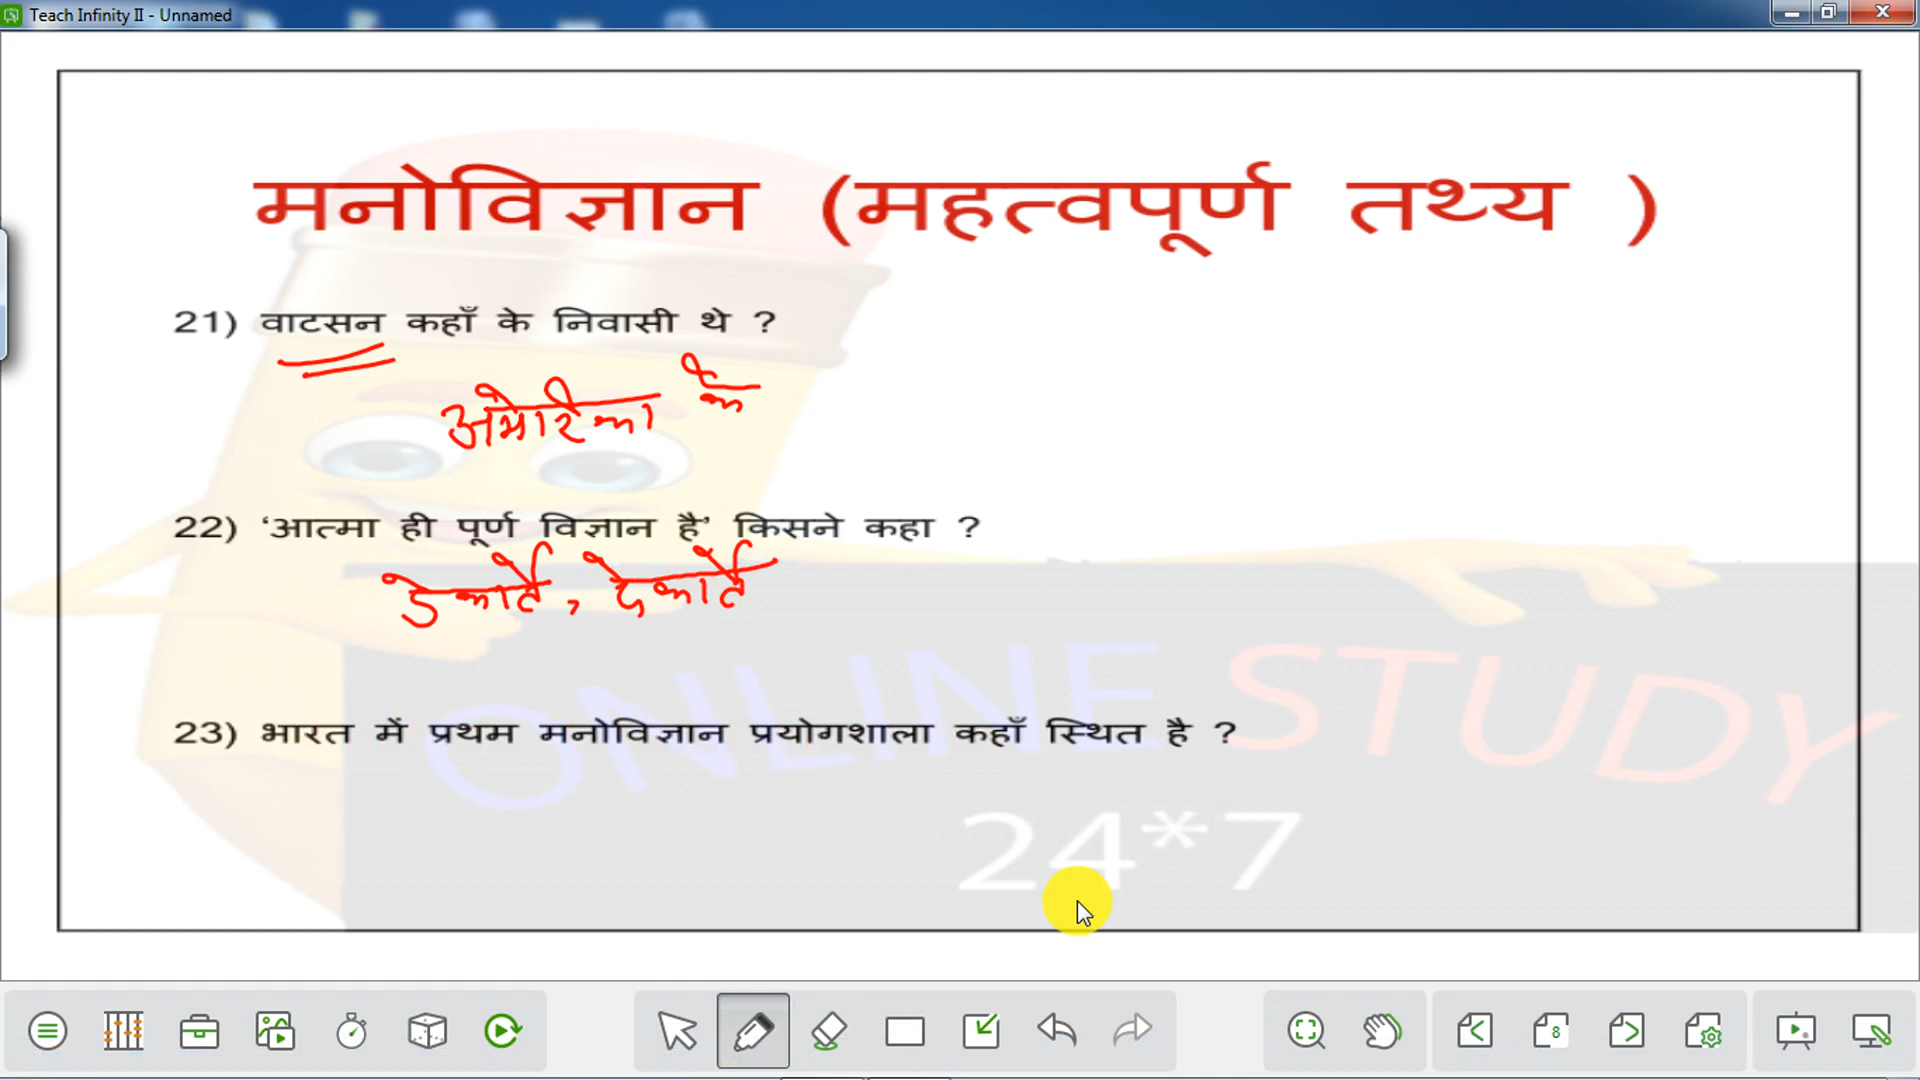 Teach Infinity II - Unnamed
मनोविज्ञान (महत्वपूर्ण तथ्य )
21) वाटसन कहाँ के निवासी थे ?
अमेरिका के
22) ‘आत्मा ही पूर्ण विज्ञान है’ किसने कहा ?
डेकार्ते, देकार्ते
23) भारत में प्रथम मनोविज्ञान प्रयोगशाला कहाँ स्थित है ?
ONLINE STUDY
24*7
8